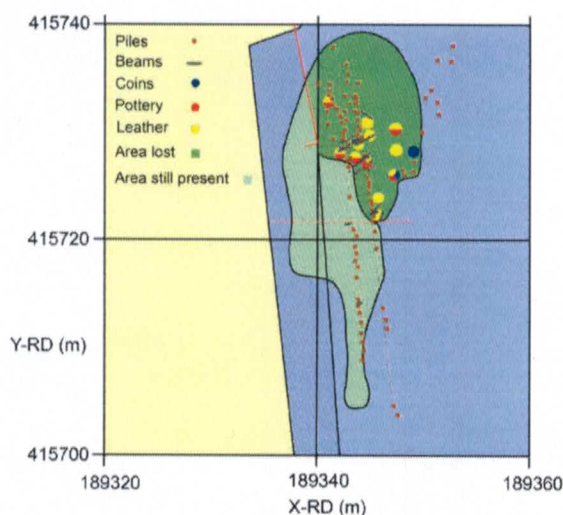 415740
Piles
Beams
Coins
Pottery
Leather
Area lost
Area still present
415720
Y-RD (m)
415700
189320 189340 189360
X-RD (m)